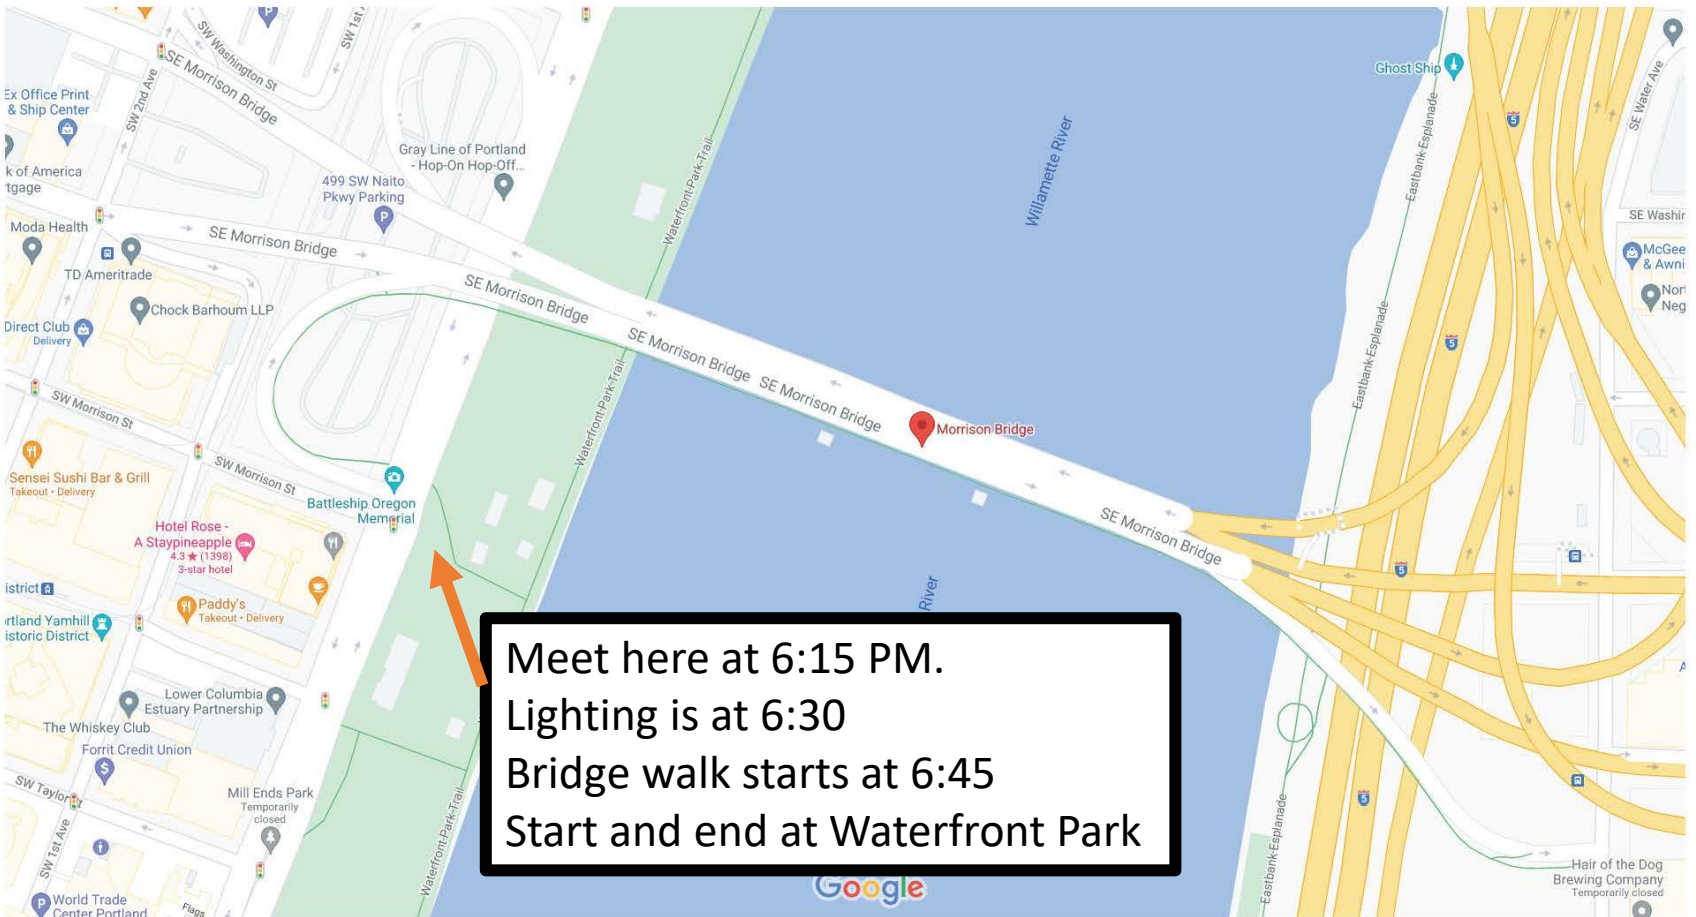 SW Washington St
SW 1st
SE Morrison Bridge
Ex Office Print
& Ship Center
SW 2nd Ave
k of America
tgage
Gray Line of Portland
- Hop-On Hop-Off...
499 SW Naito
Pkwy Parking
P
Waterfront-Park-Trail
Willamette River
Ghost Ship
Eastbank-Esplanade
5
SE Water Ave
SE Washir
McGee
& Awni
Nor
Neg
Moda Health
TD Ameritrade
SE Morrison Bridge
Chock Barhoum LLP
Direct Club
Delivery
SE Morrison Bridge
SE Morrison Bridge
SE Morrison Bridge
Morrison Bridge
SE Morrison Bridge
Waterfront-Park-Trail
Eastbank-Esplanade
5
SW Morrison St
SW Morrison St
Sensei Sushi Bar & Grill
Takeout • Delivery
Battleship Oregon
Memorial
Hotel Rose -
A Staypineapple
4.3 ★ (1398)
3-star hotel
istrict
Paddy's
Takeout • Delivery
rtland Yamhill
istoric District
River
5
Meet here at 6:15 PM.
Lighting is at 6:30
Bridge walk starts at 6:45
Start and end at Waterfront Park
Lower Columbia
Estuary Partnership
The Whiskey Club
Forrit Credit Union
$
SW Taylor
Mill Ends Park
Temporarily
closed
SW 1st Ave
Waterfront-Park-Trail
Eastbank-Esplanade
5
World Trade
Center Portland
P
Flags
Google
Hair of the Dog
Brewing Company
Temporarily closed